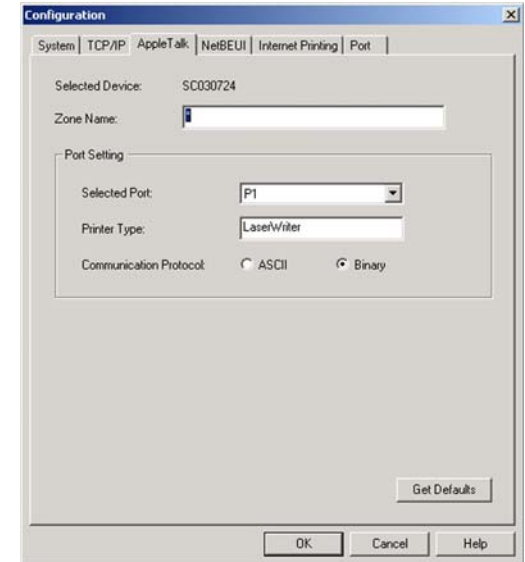 Configuration
System TCP/IP AppleTalk NetBEUI Internet Printing Port
Selected Device: SC030724
Zone Name: *
Port Setting
Selected Port: P1
Printer Type: LaserWriter
Communication Protocol: ASCII Binary
Get Defaults
OK Cancel Help